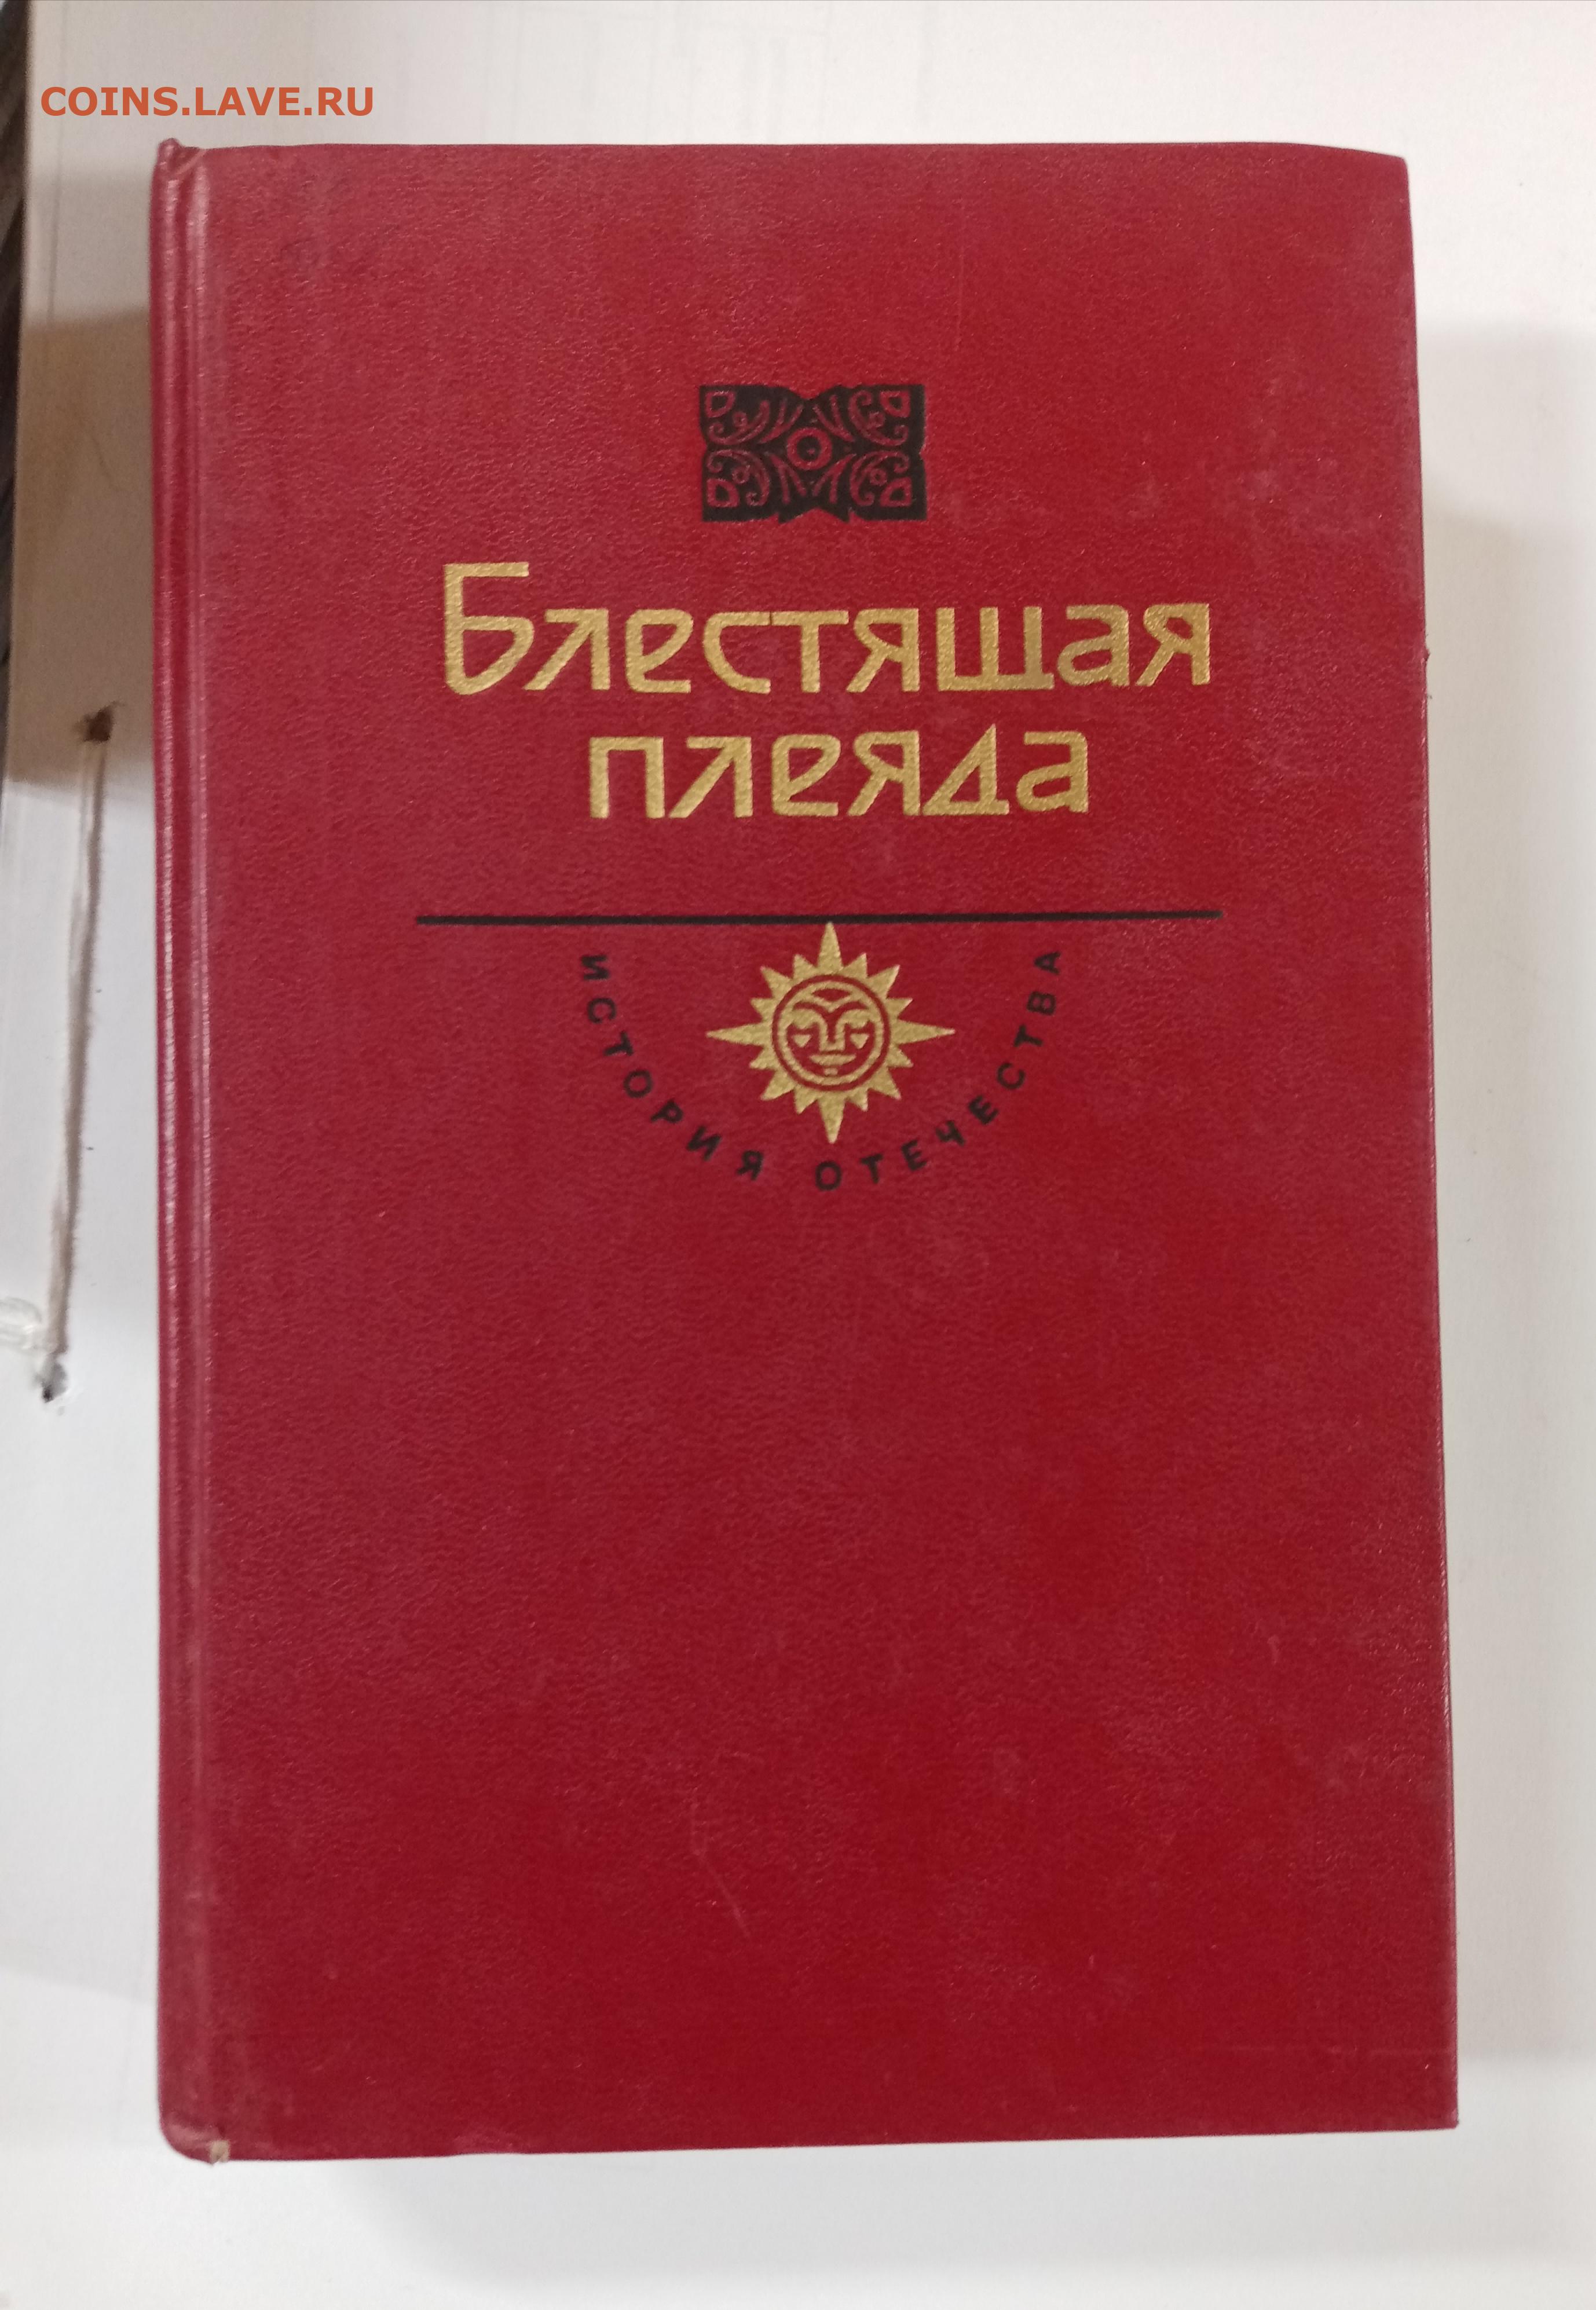 COINS.LAVE.RU
Блестящая
плеяда
ИСТОРИЯ ОТЕЧЕСТВА